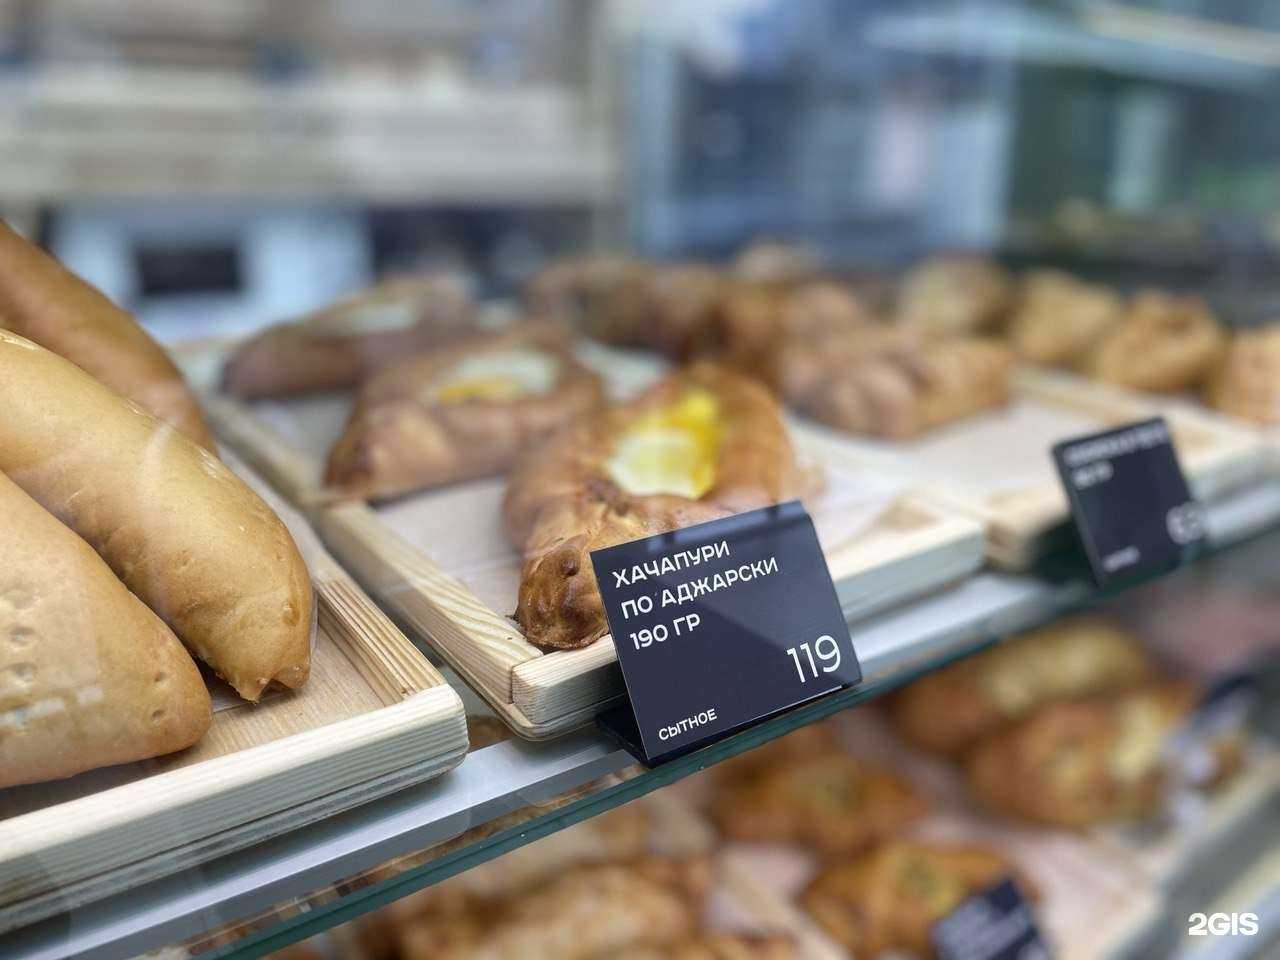 ХАЧАПУРИ
ПО АДЖАРСКИ
190 ГР
119
СЫТНОЕ
2GIS